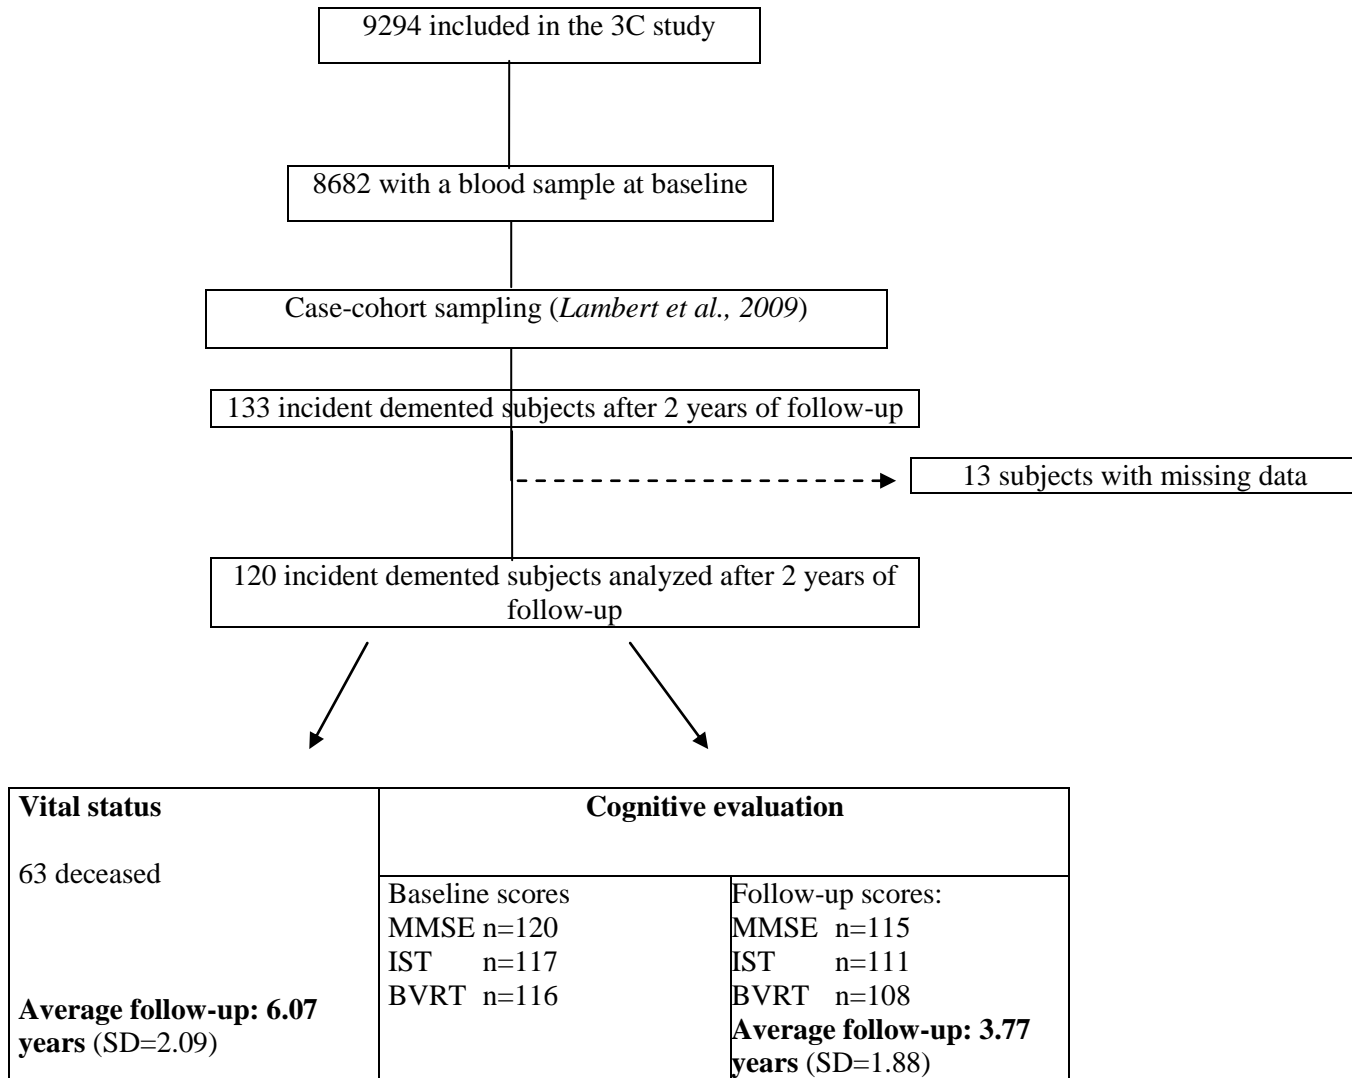 9294 included in the 3C study
8682 with a blood sample at baseline
Case-cohort sampling (Lambert et al., 2009)
133 incident demented subjects after 2 years of follow-up
13 subjects with missing data
120 incident demented subjects analyzed after 2 years of
follow-up
Vital status
63 deceased
Average follow-up: 6.07
years (SD=2.09)
Cognitive evaluation
Baseline scores
MMSE n=120
IST n=117
BVRT n=116
Follow-up scores:
MMSE n=115
IST n=111
BVRT n=108
Average follow-up: 3.77
years (SD=1.88)